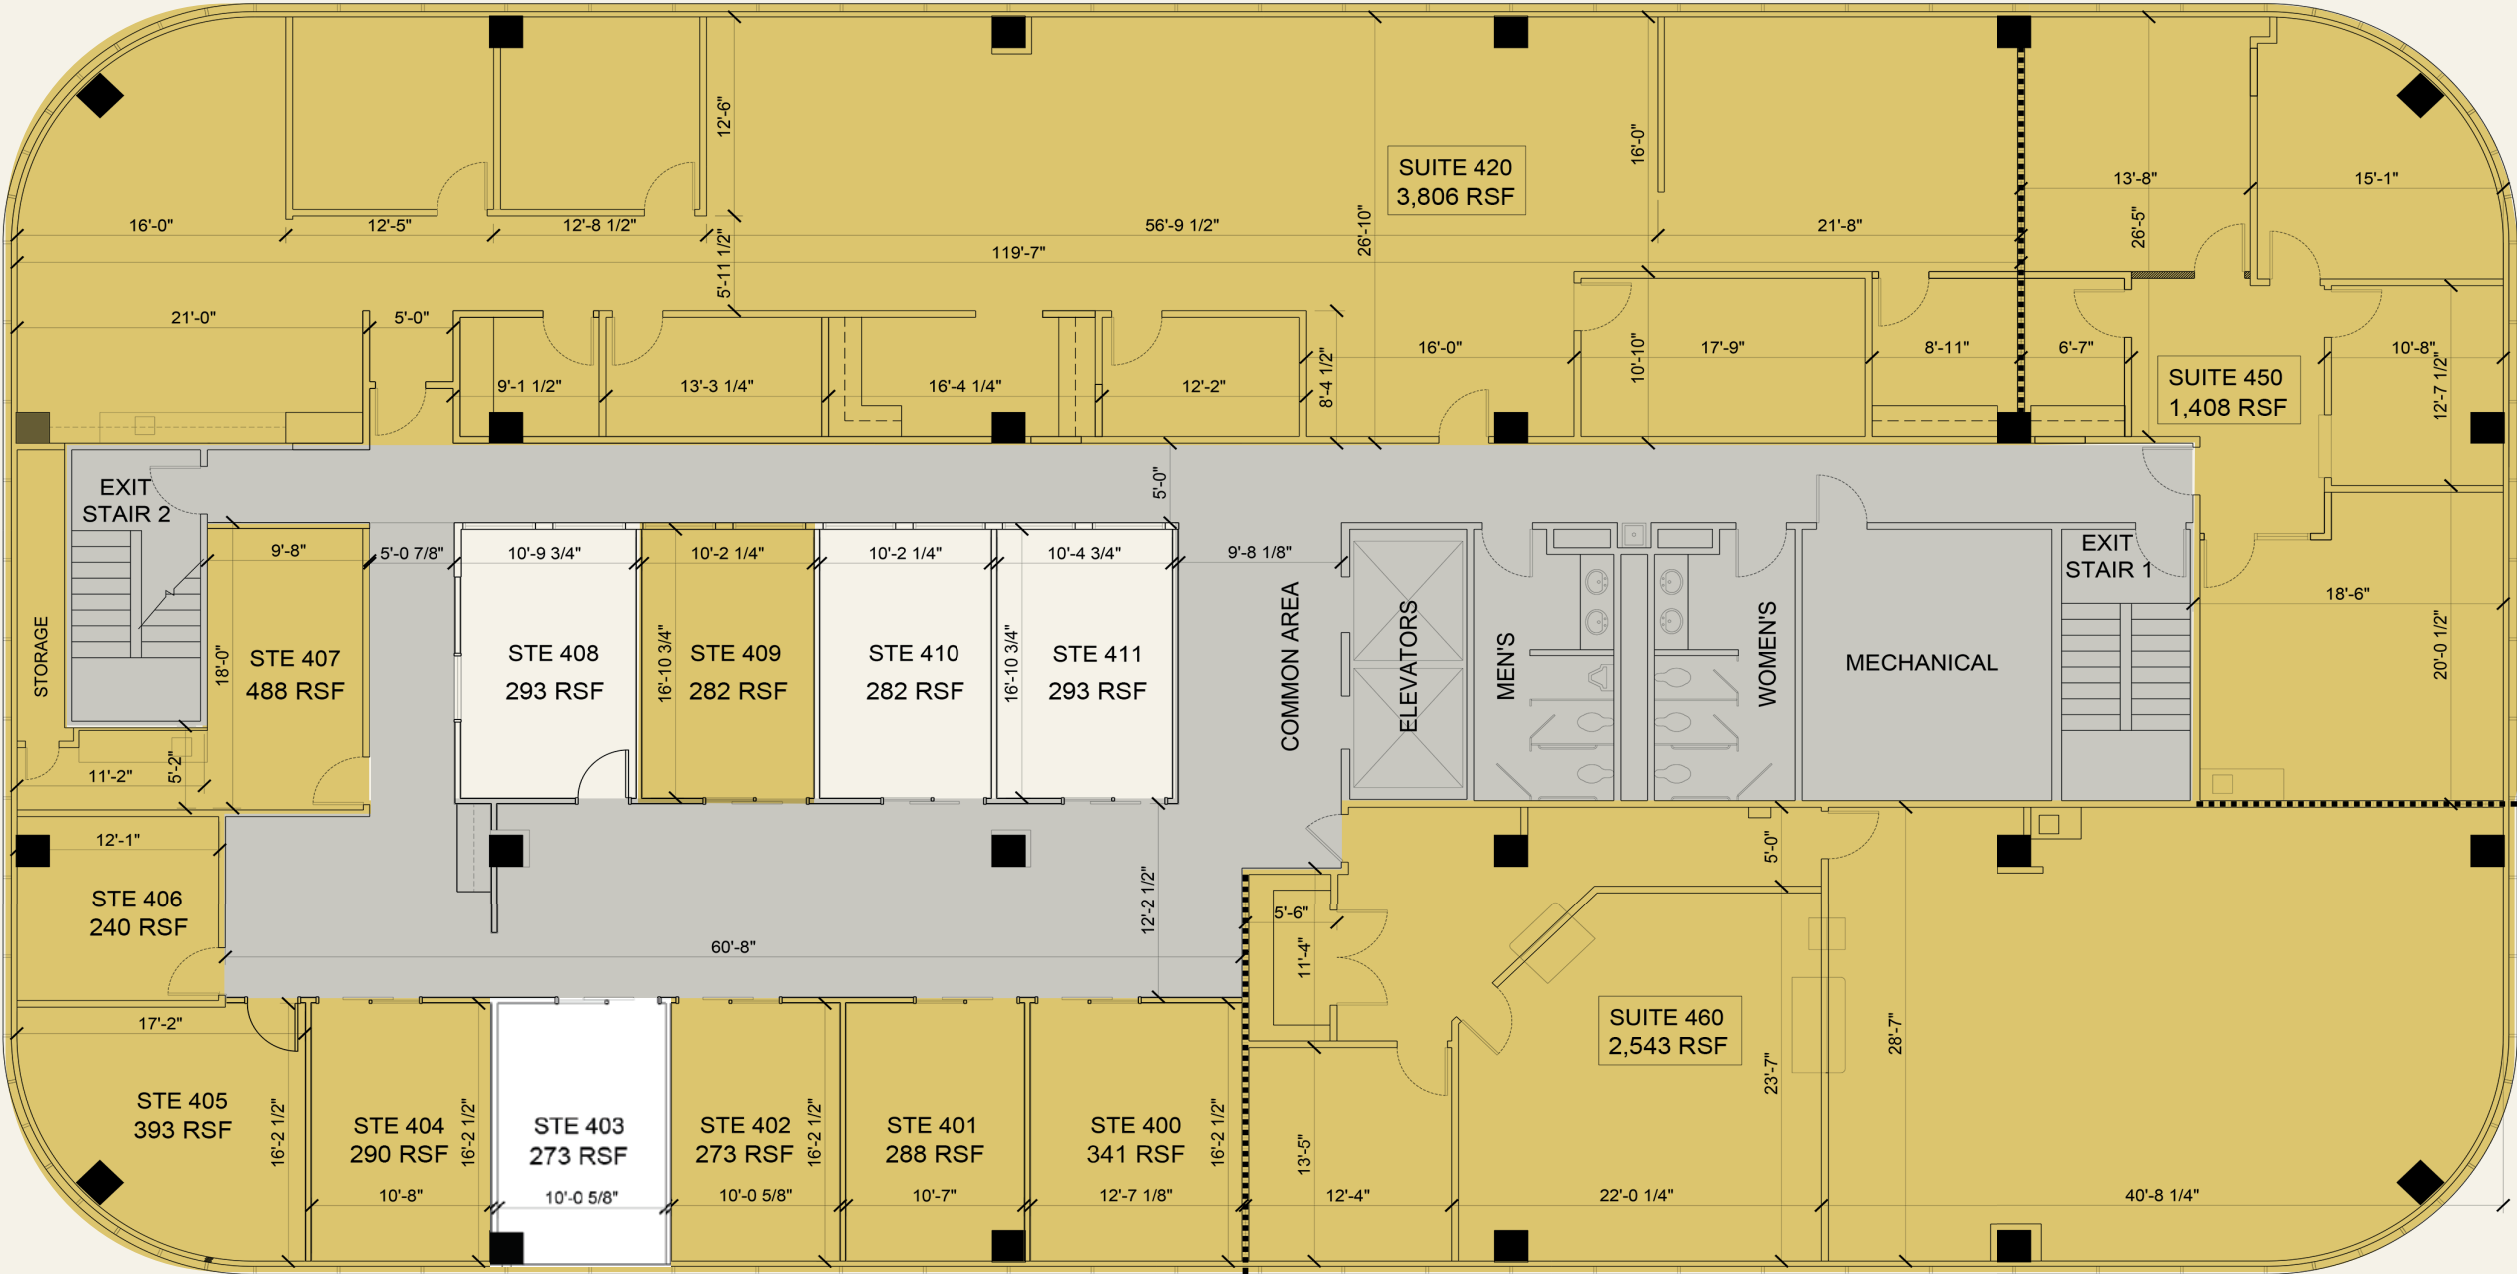 12'-6"
SUITE 420
3,806 RSF
16'-0"
13'-8"
15'-1"
16'-0"
12'-5"
12'-8 1/2"
56'-9 1/2"
26'-10"
21'-8"
26'-5"
119'-7"
5'-11 1/2"
21'-0"
5'-0"
16'-0"
10'-10"
17'-9"
8'-11"
6'-7"
10'-8"
9'-1 1/2"
13'-3 1/4"
16'-4 1/4"
12'-2"
8'-4 1/2"
SUITE 450
1,408 RSF
12'-7 1/2"
EXIT
STAIR 2
5'-0"
9'-8"
5'-0 7/8"
10'-9 3/4"
10'-2 1/4"
10'-2 1/4"
10'-4 3/4"
9'-8 1/8"
EXIT
STAIR 1
18'-6"
STORAGE
18'-0"
STE 407
488 RSF
STE 408
293 RSF
16'-10 3/4"
STE 409
282 RSF
STE 410
282 RSF
16'-10 3/4"
STE 411
293 RSF
COMMON AREA
ELEVATORS
MEN'S
WOMEN'S
MECHANICAL
20'-0 1/2"
11'-2"
5'-2"
12'-1"
STE 406
240 RSF
60'-8"
12'-2 1/2"
5'-6"
11'-4"
5'-0"
17'-2"
SUITE 460
2,543 RSF
28'-7"
23'-7"
STE 405
393 RSF
16'-2 1/2"
STE 404
290 RSF
16'-2 1/2"
STE 403
273 RSF
STE 402
273 RSF
16'-2 1/2"
STE 401
288 RSF
STE 400
341 RSF
16'-2 1/2"
13'-5"
10'-8"
10'-0 5/8"
10'-0 5/8"
10'-7"
12'-7 1/8"
12'-4"
22'-0 1/4"
40'-8 1/4"